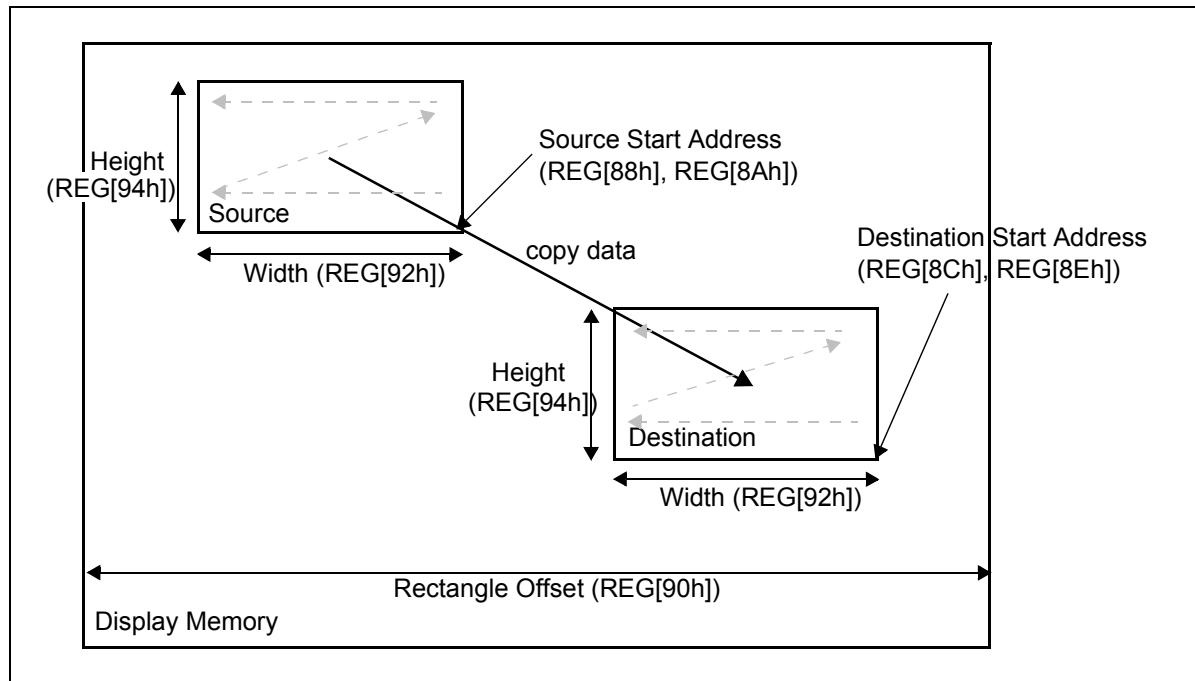 Height
(REG[94h])
Source
Width (REG[92h])
Source Start Address
(REG[88h], REG[8Ah])
copy data
Destination Start Address
(REG[8Ch], REG[8Eh])
Height
(REG[94h])
Destination
Width (REG[92h])
Rectangle Offset (REG[90h])
Display Memory